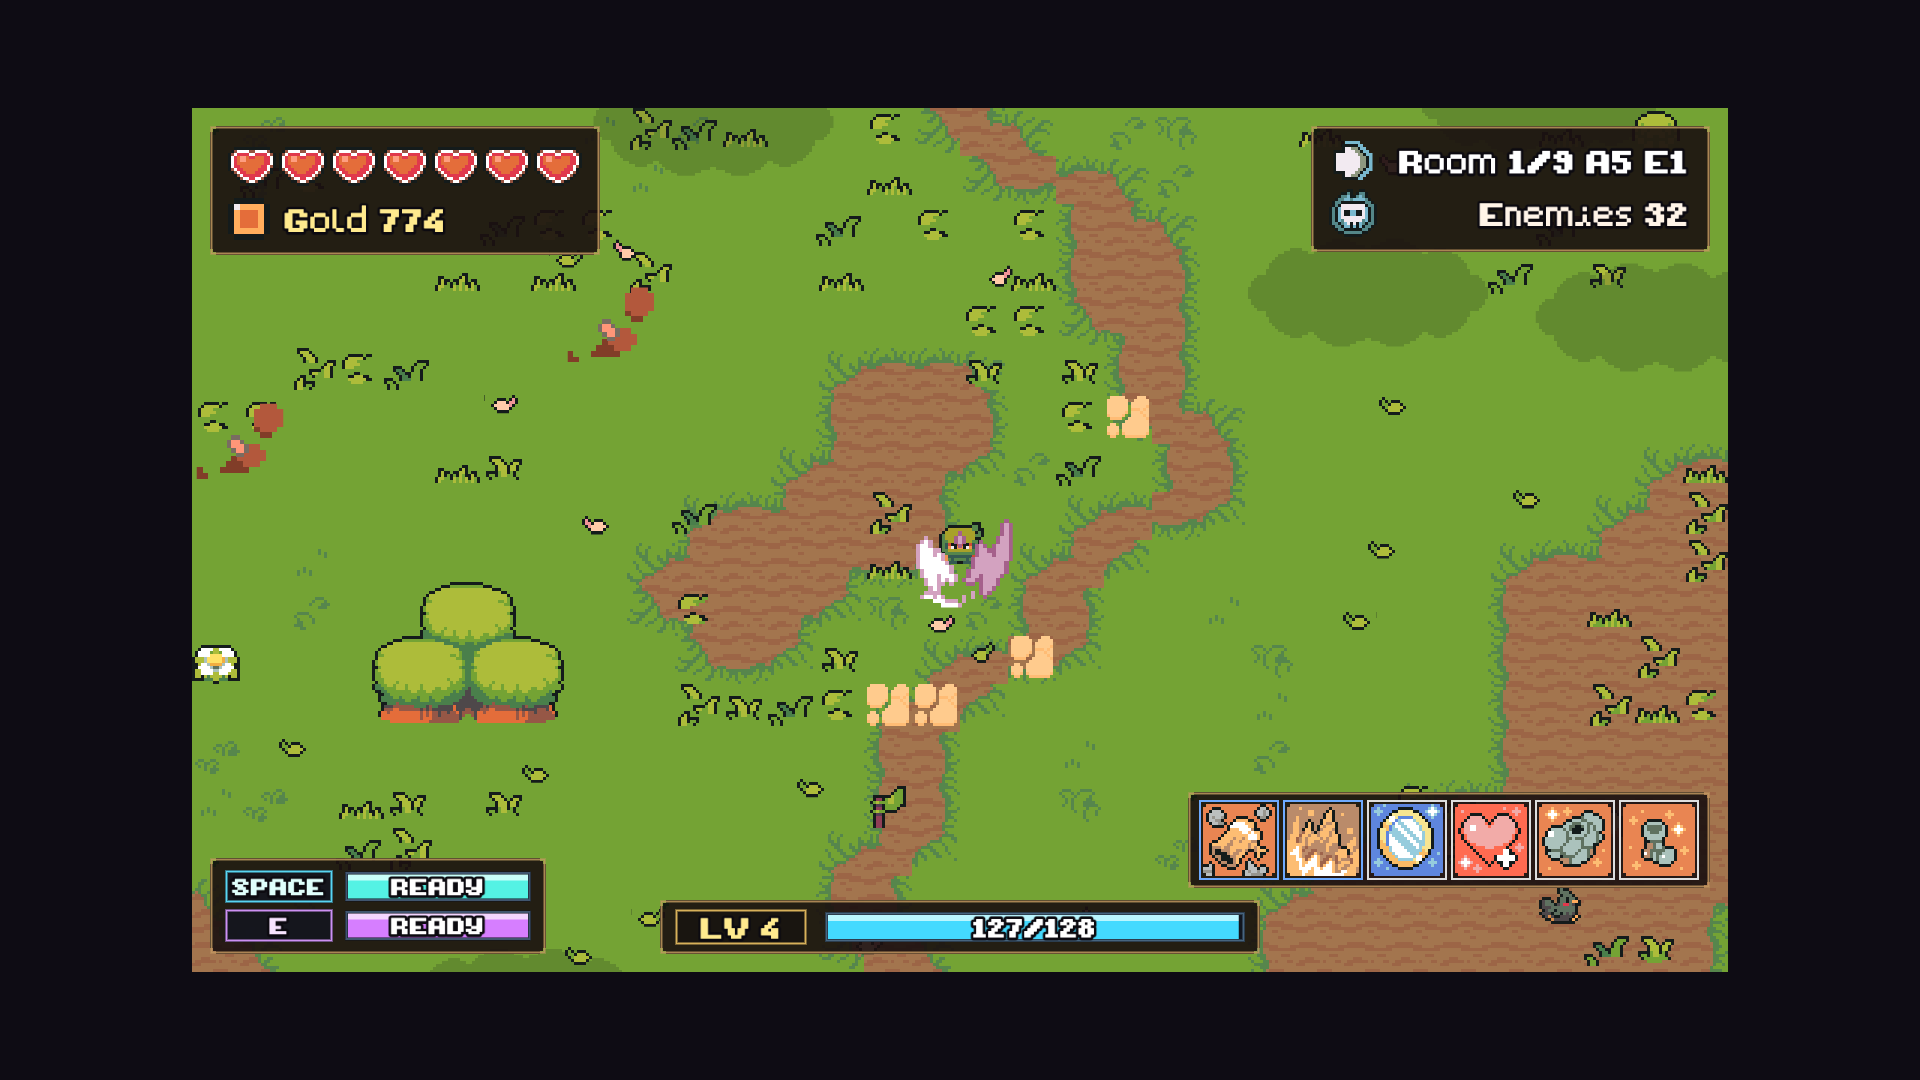 Gold 774
Room 1/9 A5 E1
Enemies 32
SPACE READY
E READY
LV 4 127/128